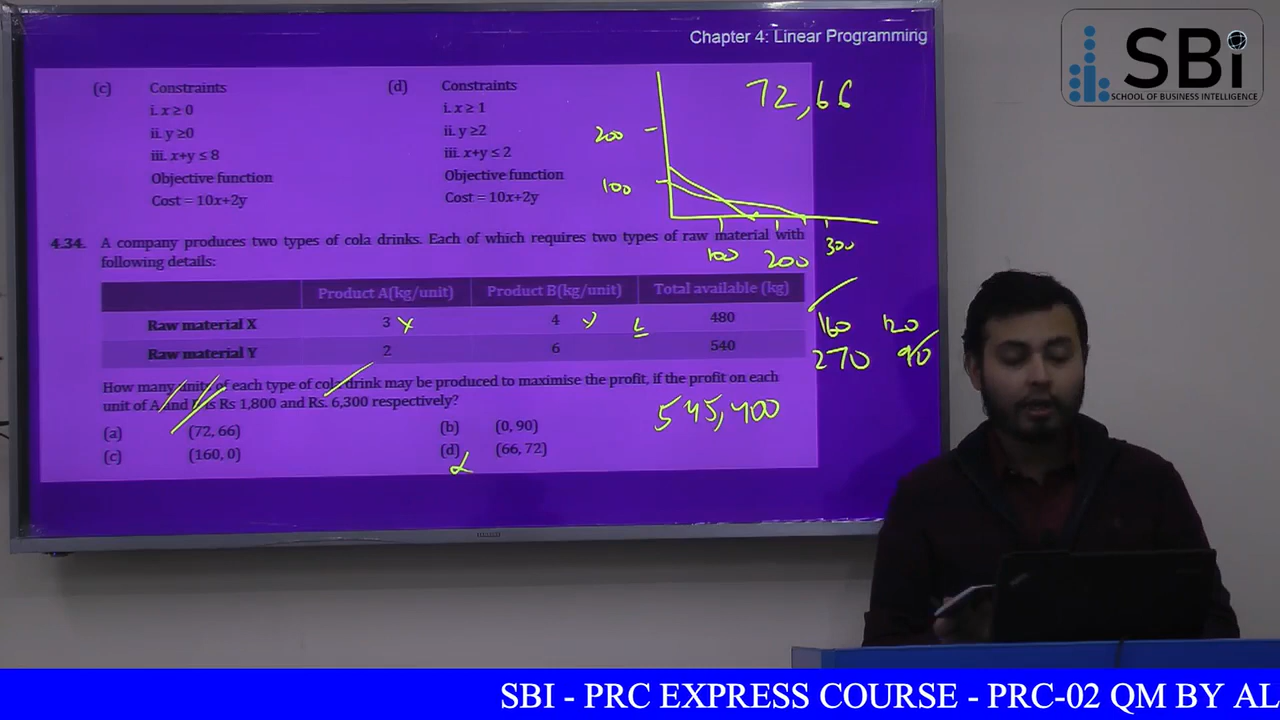 Chapter 4: Linear Programming
SBi
SCHOOL OF BUSINESS INTELLIGENCE
(c) Constraints
i. x ≥ 0
ii. y ≥0
iii. x+y ≤ 8
Objective function
Cost = 10x+2y
(d) Constraints
i. x ≥ 1
ii. y ≥2
iii. x+y ≤ 2
Objective function
Cost = 10x+2y
72,66
200
100
100 200 300
4.34. A company produces two types of cola drinks. Each of which requires two types of raw material with
following details:
Product A(kg/unit) Product B(kg/unit) Total available (kg)
Raw material X 3 x 4 y 480
Raw material Y 2 6 540
160 120
270 90
How many units of each type of cola drink may be produced to maximise the profit, if the profit on each
unit of A and B is Rs 1,800 and Rs. 6,300 respectively?
545,400
(a) (72, 66) (b) (0, 90)
(c) (160, 0) (d) (66, 72)
SBI - PRC EXPRESS COURSE - PRC-02 QM BY AL